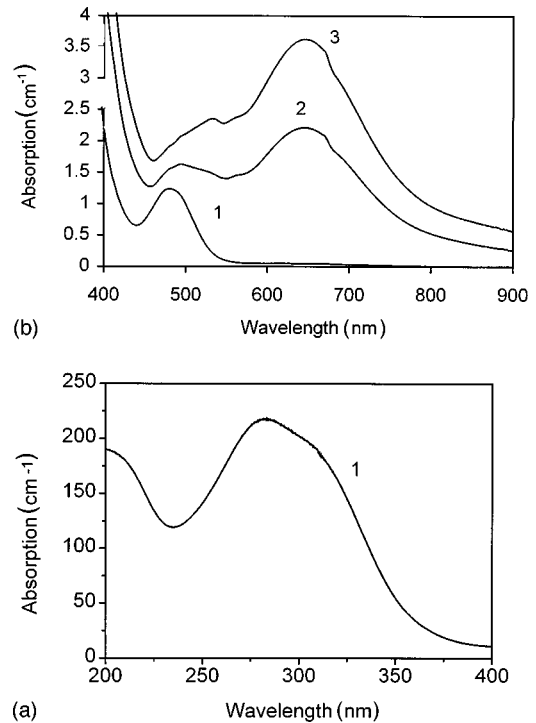 4
3.5
3
2.5
2
1.5
1
0.5
0
Absorption (cm-1)
3
2
1
400 500 600 700 800 900
Wavelength (nm)
(b)
250
200
150
100
50
0
Absorption (cm -1)
1
200 250 300 350 400
Wavelength (nm)
(a)